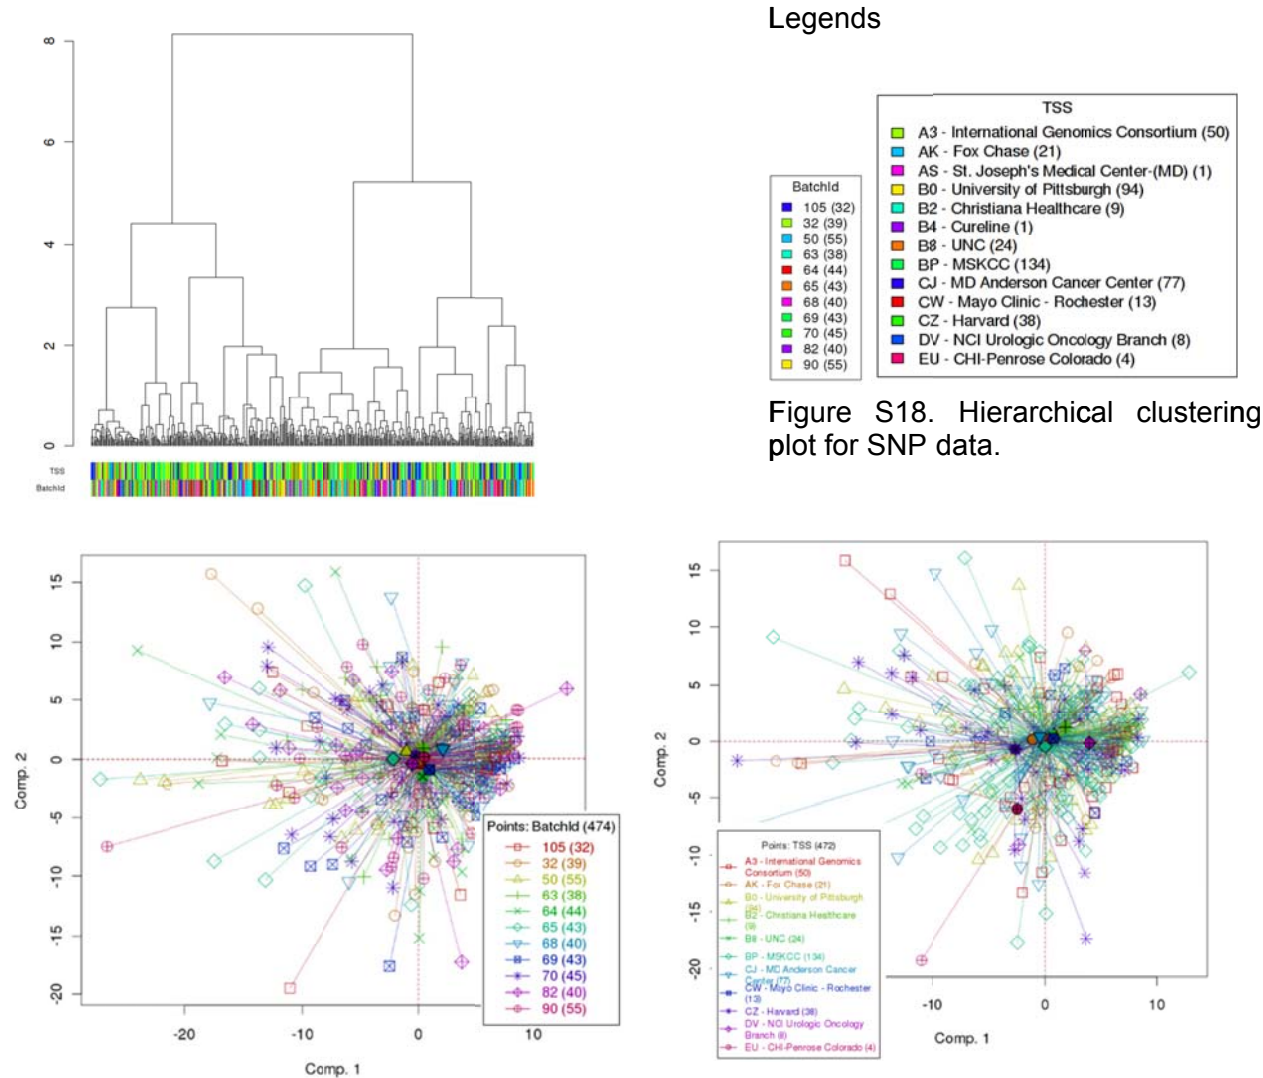 Legends
8
6
4
2
0
TSS
BatchId
BatchId
105 (32)
32 (39)
50 (55)
63 (38)
64 (44)
65 (43)
68 (40)
69 (43)
70 (45)
82 (40)
90 (55)
TSS
A3 - International Genomics Consortium (50)
AK - Fox Chase (21)
AS - St. Joseph's Medical Center-(MD) (1)
B0 - University of Pittsburgh (94)
B2 - Christiana Healthcare (9)
B4 - Cureline (1)
B8 - UNC (24)
BP - MSKCC (134)
CJ - MD Anderson Cancer Center (77)
CW - Mayo Clinic - Rochester (13)
CZ - Harvard (38)
DV - NCI Urologic Oncology Branch (8)
EU - CHI-Penrose Colorado (4)
Figure S18. Hierarchical clustering
plot for SNP data.
15
10
5
0
-5
-10
-15
-20
Comp. 2
-20
-10
0
10
Comp. 1
Points: BatchId (474)
105 (32)
32 (39)
50 (55)
63 (38)
64 (44)
65 (43)
68 (40)
69 (43)
70 (45)
82 (40)
90 (55)
15
10
5
0
-5
-10
-15
-20
Comp. 2
-10
0
10
Comp. 1
Points: TSS (472)
A3 - International Genomics
Consortium (50)
AK - Fox Chase (21)
B0 - University of Pittsburgh
(94)
B2 - Christiana Healthcare
(9)
B8 - UNC (24)
BP - MSKCC (134)
CJ - MD Anderson Cancer
Center (77)
CW - Mayo Clinic - Rochester
(13)
CZ - Havard (38)
DV - NCI Urologic Oncology
Branch (8)
EU - CHI-Penrose Colorado (4)